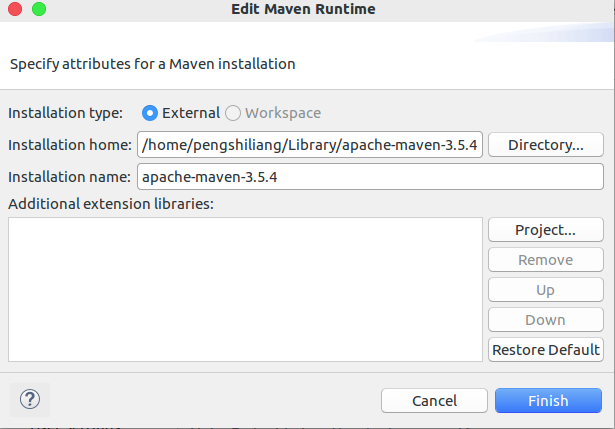 Edit Maven Runtime
Specify attributes for a Maven installation
Installation type: External Workspace
Installation home: /home/pengshiliang/Library/apache-maven-3.5.4 Directory...
Installation name: apache-maven-3.5.4
Additional extension libraries:
Project...
Remove
Up
Down
Restore Default
? Cancel Finish